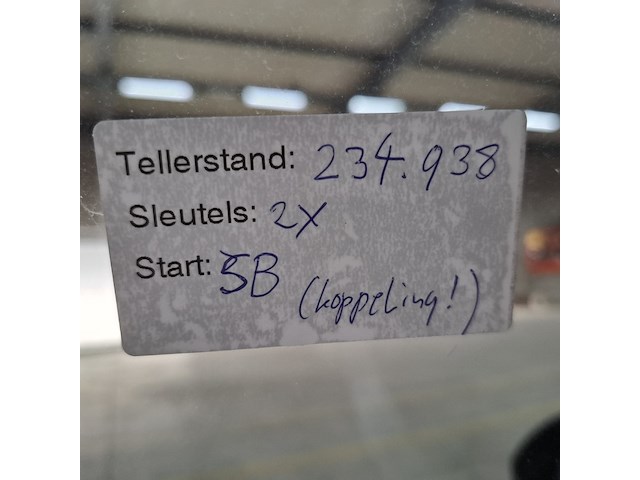 Tellerstand: 234.938
Sleutels: 2x
Start: SB
(koppeling!)